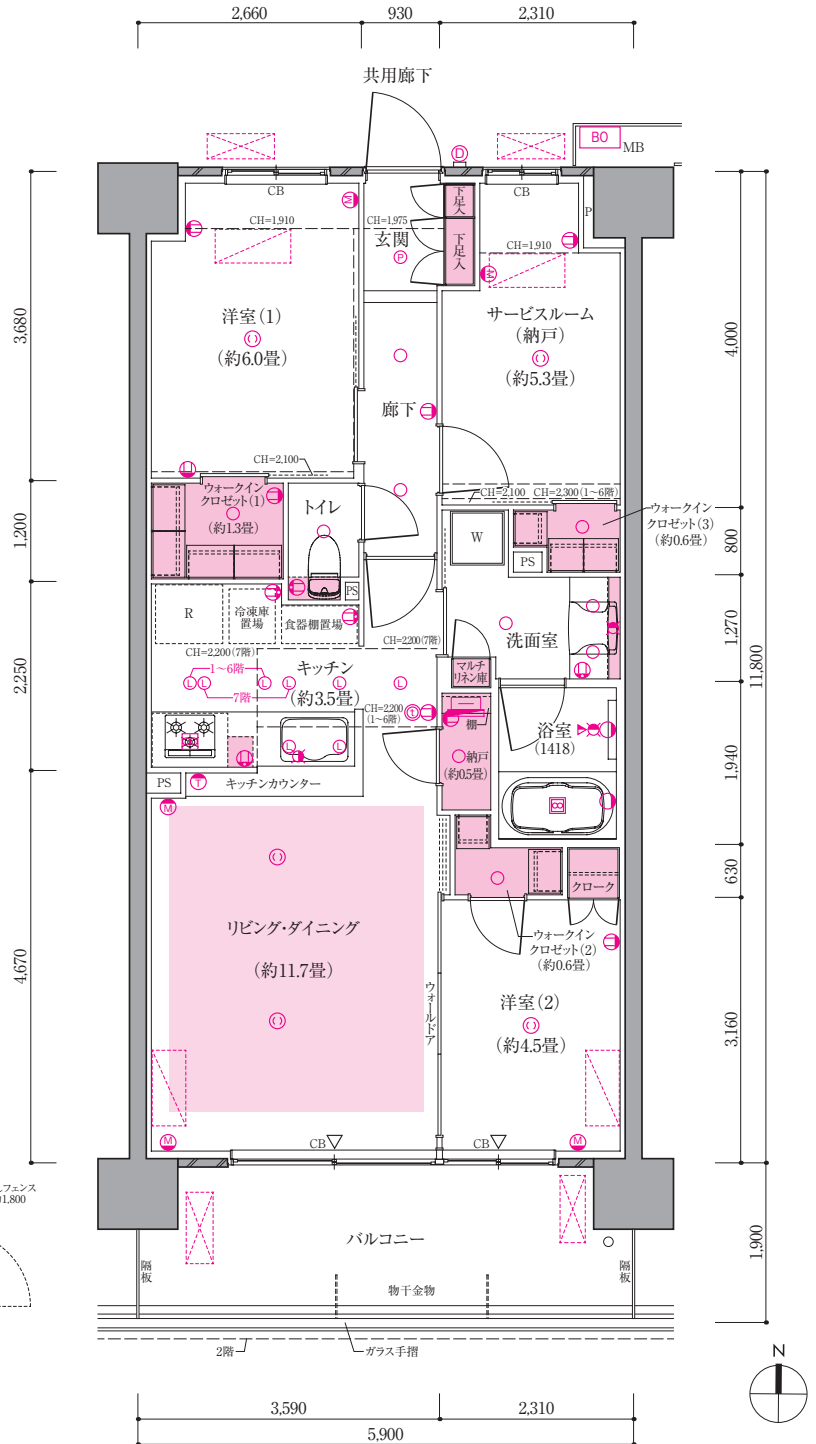 2,660 930 2,310
共用廊下
BO MB
D
CB CB
M 下足入 P
CH=1,910 CH=1,975 CH=1,910
玄関 下足入
P M
3,680 4,000
洋室(1) サービスルーム
(納戸)
(約6.0畳) (約5.3畳)
廊下
CH=2,100 CH=2,100 CH=2,300(1~6階)
ウォークイン
クロゼット(1)
(約1.3畳)
トイレ
ウォークイン
クロゼット(3)
(約0.6畳)
1,200 W 800
PS PS
R 冷凍庫
置場
食器棚置場
洗面室
1,270
11,800
CH=2,200(7階) CH=2200(7階)
キッチン
(約3.5畳)
1~6階
L L L L L
7階
マルチ
リネン庫
2,250
CH=2,200
(1~6階)
t
棚
浴室
(1418)
L L
納戸
(約0.5畳)
1,940
PS T キッチンカウンター
M
クローク
630
リビング・ダイニング
(約11.7畳)
ウォークイン
クロゼット(2)
(約0.6畳)
4,670
ウォールドア
洋室(2)
(約4.5畳)
3,160
M CB CB M
フェンス
1,800
バルコニー
1,900
隔板 隔板
物干金物
2階 ガラス手摺
N
3,590 2,310
5,900